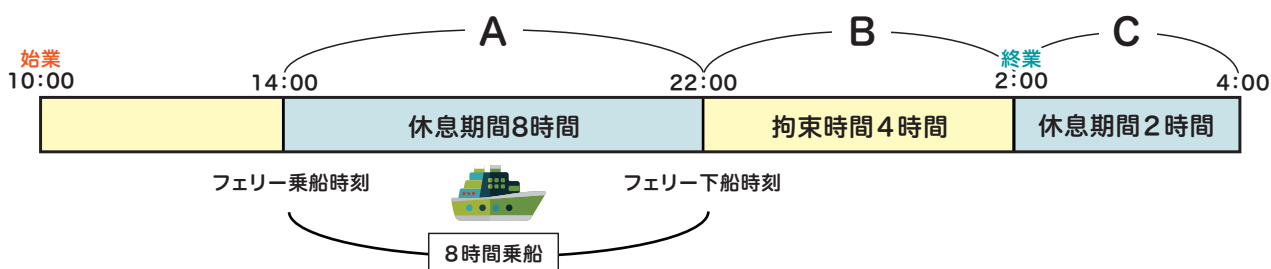 A B C
始業 終業
10:00 14:00 22:00 2:00 4:00
休息期間8時間 拘束時間4時間 休息期間2時間
フェリー乗船時刻 フェリー下船時刻
8時間乗船